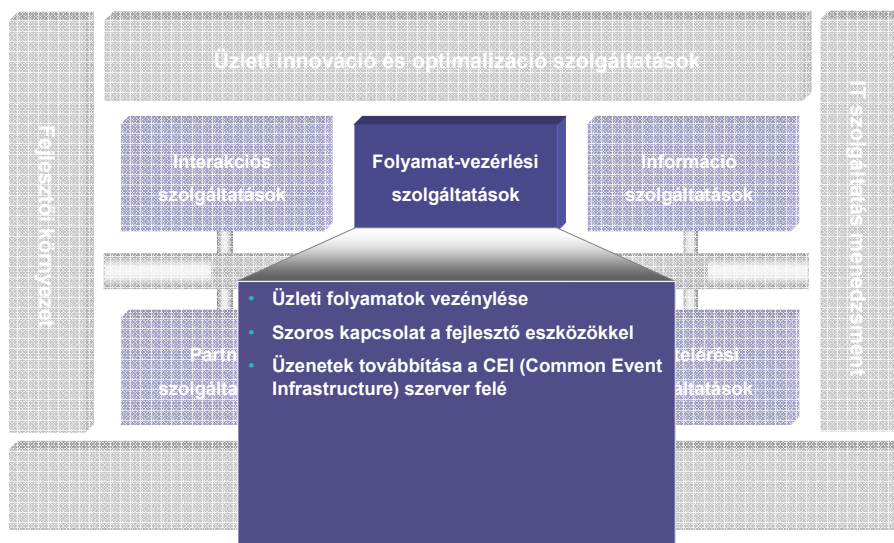 Üzleti innováció és optimalizáció szolgáltatások
Fejlesztői környezet
IT szolgáltatás menedzsment
Interakciós
szolgáltatások
Folyamat-vezérlési
szolgáltatások
Információ
szolgáltatások
• Üzleti folyamatok vezénylése
• Szoros kapcsolat a fejlesztő eszközökkel
• Üzenetek továbbítása a CEI (Common Event
Infrastructure) szerver felé